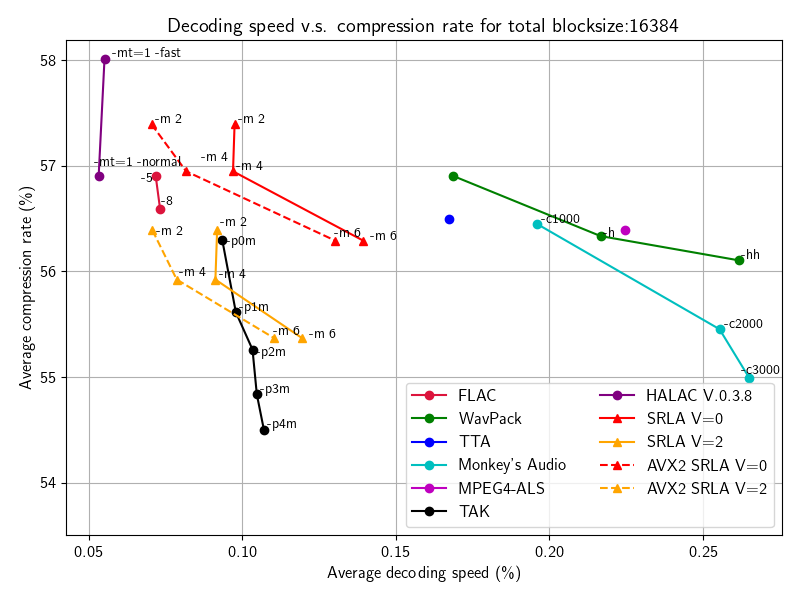 Decoding speed v.s. compression rate for total blocksize:16384
58
57
56
55
54
Average compression rate (%)
-mt=1 -fast
-m 2
-m 2
-mt=1 -normal
-m 4
-m 4
-5
-8
-m 2
-m 2
-p0m
-m 6
-m 6
-c1000
-h
-hh
-m 4
-m 4
-p1m
-m 6
-m 6
-p2m
-c2000
-p3m
-c3000
-p4m
FLAC
WavPack
TTA
Monkey's Audio
MPEG4-ALS
TAK
HALAC V.0.3.8
SRLA V=0
SRLA V=2
AVX2 SRLA V=0
AVX2 SRLA V=2
0.05
0.10
0.15
0.20
0.25
Average decoding speed (%)